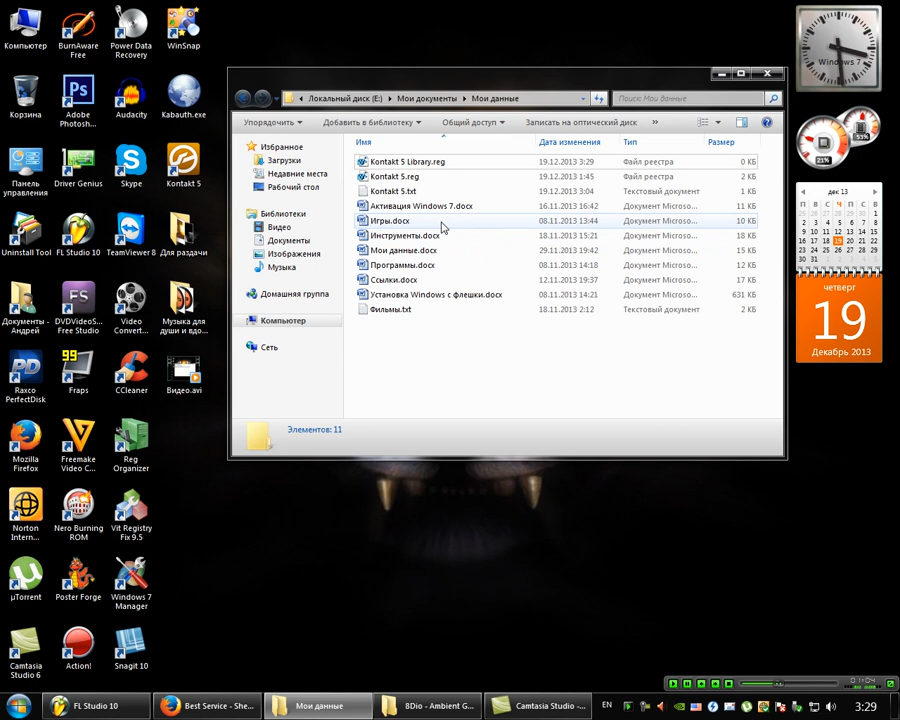 Компьютер
BurnAware
Free
Power Data
Recovery
WinSnap
Корзина
Adobe
Photosh...
Audacity
Kabauth.exe
Панель
управления
Driver Genius
Skype
Kontakt 5
Uninstall Tool
FL Studio 10
TeamViewer 8
Для раздачи
Документы -
Андрей
DVDVideoS...
Free Studio
Video
Convert...
Музыка для
души и вдо...
Raxco
PerfectDisk
99
Fraps
CCleaner
Видео.avi
Mozilla
Firefox
Freemake
Video C...
Reg
Organizer
Norton
Intern...
Nero Burning
ROM
Vit Registry
Fix 9.5
µTorrent
Poster Forge
Windows 7
Manager
Camtasia
Studio 6
Action!
Snagit 10
Локальный диск (E:)
Мои документы
Мои данные
Поиск: Мои данные
Упорядочить
Добавить в библиотеку
Общий доступ
Записать на оптический диск
»
Избранное
Загрузки
Недавние места
Рабочий стол
Библиотеки
Видео
Документы
Изображения
Музыка
Домашняя группа
Компьютер
Сеть
Имя Дата изменения Тип Размер
Kontakt 5 Library.reg 19.12.2013 3:29 Файл реестра 0 КБ
Kontakt 5.reg 19.12.2013 1:45 Файл реестра 2 КБ
Kontakt 5.txt 19.12.2013 3:04 Текстовый документ 1 КБ
Активация Windows 7.docx 16.11.2013 16:42 Документ Microso... 11 КБ
Игры.docx 08.11.2013 13:44 Документ Microso... 10 КБ
Инструменты.docx 18.11.2013 15:21 Документ Microso... 18 КБ
Мои данные.docx 29.11.2013 19:42 Документ Microso... 15 КБ
Программы.docx 08.11.2013 14:18 Документ Microso... 12 КБ
Ссылки.docx 12.11.2013 19:37 Документ Microso... 17 КБ
Установка Windows с флешки.docx 08.11.2013 14:21 Документ Microso... 631 КБ
Фильмы.txt 18.11.2013 2:12 Текстовый документ 2 КБ
Элементов: 11
Windows 7
21%
53%
дек 13
П В С Ч П С В
25 26 27 28 29 30 1
2 3 4 5 6 7 8
9 10 11 12 13 14 15
16 17 18 19 20 21 22
23 24 25 26 27 28 29
30 31
четверг
19
Декабрь 2013
FL Studio 10
Best Service - She...
Мои данные
8Dio - Ambient G...
Camtasia Studio -...
EN
3:29